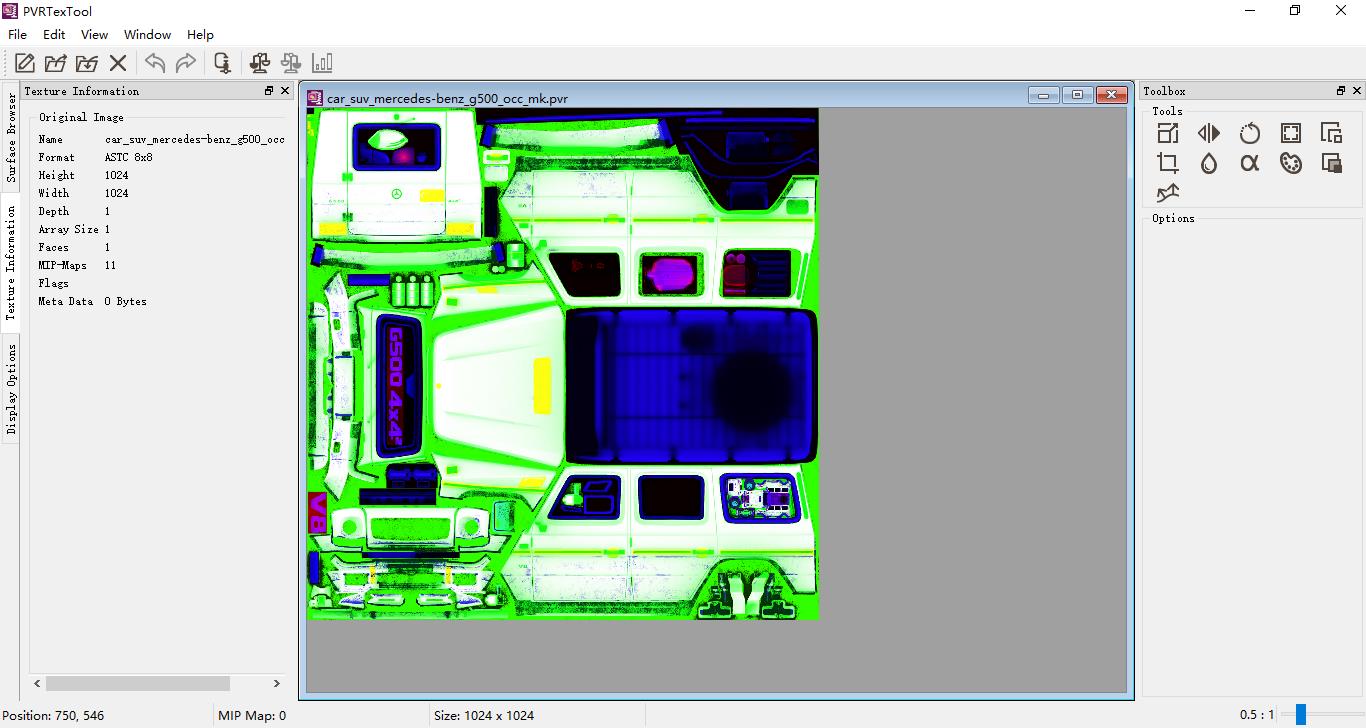 PVRTexTool
File Edit View Window Help
Texture Information
Original Image
Name car_suv_mercedes-benz_g500_occ
Format ASTC 8x8
Height 1024
Width 1024
Depth 1
Array Size 1
Faces 1
MIP-Maps 11
Flags
Meta Data 0 Bytes
Surface Browser
Texture Information
Display Options
car_suv_mercedes-benz_g500_occ_mk.pvr
G500 4x4²
V8
Toolbox
Tools
Options
Position: 750, 546
MIP Map: 0
Size: 1024 x 1024
0.5 : 1